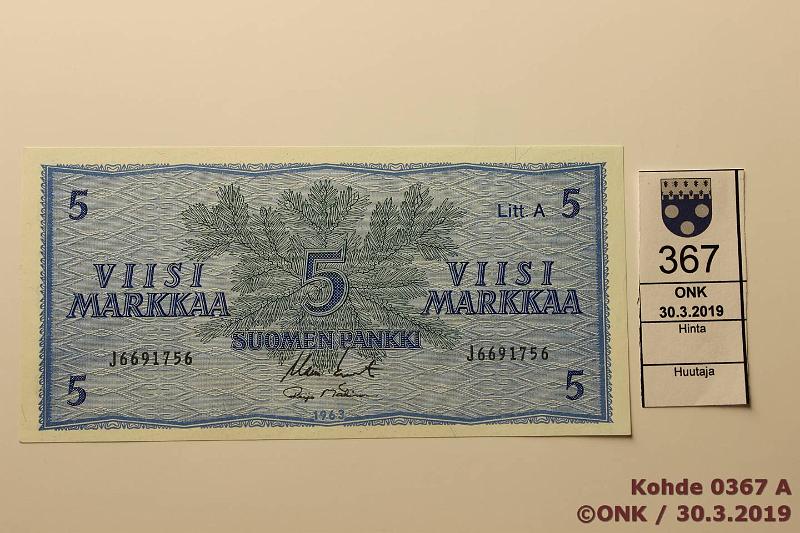 5
Litt. A 5
VIISI MARKKAA
5
VIISI MARKKAA
SUOMEN PANKKI
J6691756
J6691756
5
5
1963
367
ONK
30.3.2019
Hinta
Huutaja
Kohde 0367 A
©ONK / 30.3.2019